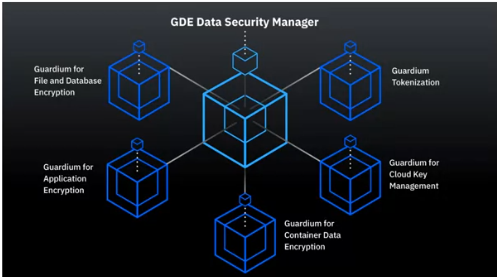 GDE Data Security Manager
Guardium for
File and Database
Encryption
Guardium
Tokenization
Guardium for
Application
Encryption
Guardium for
Cloud Key
Management
Guardium for
Container Data
Encryption